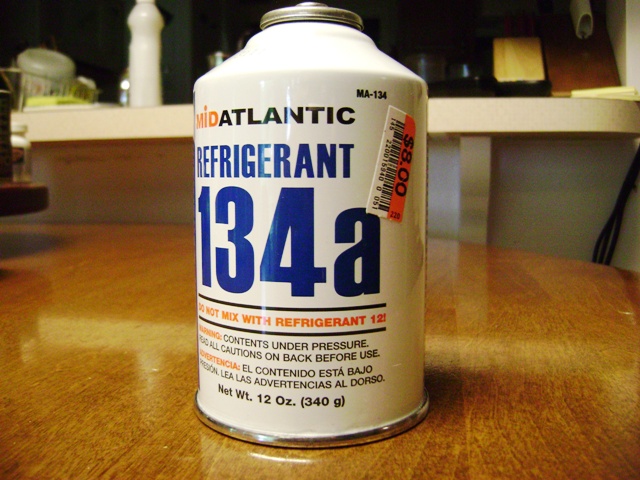 MA-134
MiDATLANTIC
REFRIGERANT
134a
DO NOT MIX WITH REFRIGERANT 12!
WARNING: CONTENTS UNDER PRESSURE.
READ ALL CAUTIONS ON BACK BEFORE USE.
ADVERTENCIA: EL CONTENIDO ESTÁ BAJO
PRESIÓN. LEA LAS ADVERTENCIAS AL DORSO.
Net Wt. 12 Oz. (340 g)
$8.00